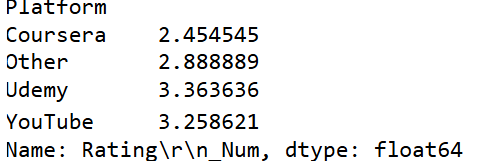 Platform
Coursera    2.454545
Other       2.888889
Udemy       3.363636
YouTube     3.258621
Name: Rating\r\n_Num, dtype: float64